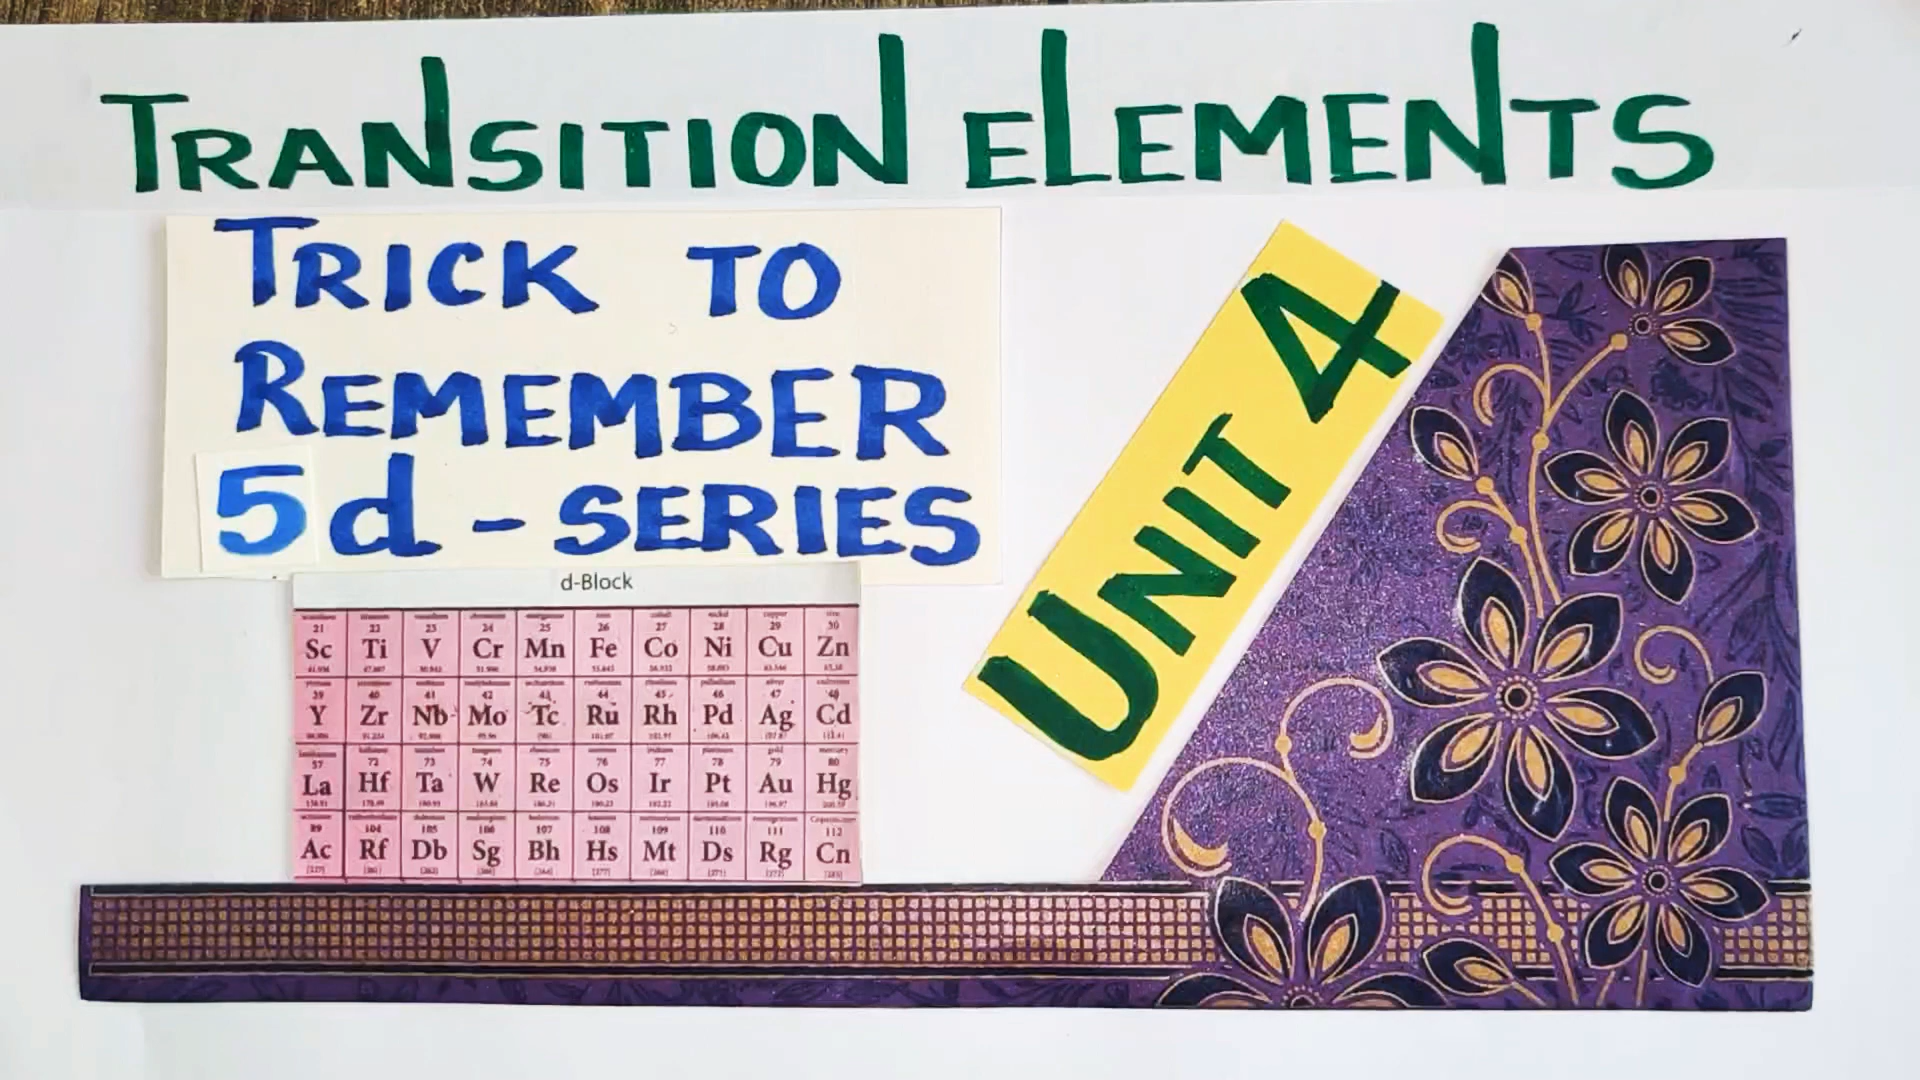 TRANSITION ELEMENTS
TRICK TO
REMEMBER
5d - SERIES
UNIT 4
d-Block
21 22 23 24 25 26 27 28 29 30
Sc Ti V Cr Mn Fe Co Ni Cu Zn
39 40 41 42 43 44 45 46 47 48
Y Zr Nb Mo Tc Ru Rh Pd Ag Cd
gold mercury
57 72 73 74 75 76 77 78 79 80
La Hf Ta W Re Os Ir Pt Au Hg
89 104 105 106 107 108 109 110 111 112
Ac Rf Db Sg Bh Hs Mt Ds Rg Cn